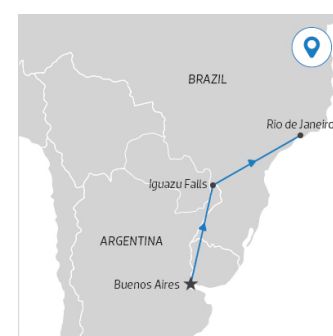 BRAZIL
Rio de Janeiro
Iguazu Falls
ARGENTINA
Buenos Aires